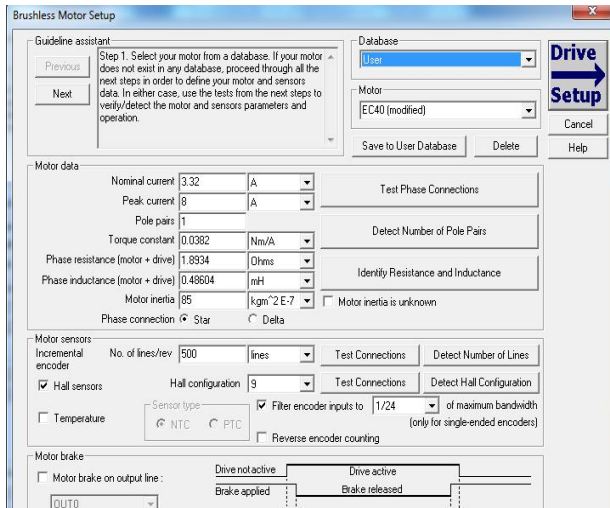 Brushless Motor Setup
Guideline assistant
Previous
Next
Step 1. Select your motor from a database. If your motor
does not exist in any database, proceed through all the
next steps in order to define your motor and sensors
data. In either case, use the tests from the next steps to
verify/detect the motor and sensors parameters and
operation.
Database
User
Motor
EC40 (modified)
Save to User Database Delete
Drive
Setup
Cancel
Help
Motor data
Nominal current 3.32 A
Peak current 8 A
Pole pairs 1
Torque constant 0.0382 Nm/A
Phase resistance (motor + drive) 1.8934 Ohms
Phase inductance (motor + drive) 0.48604 mH
Motor inertia 85 kgm^2 E-7
Phase connection Star Delta
Test Phase Connections
Detect Number of Pole Pairs
Identify Resistance and Inductance
Motor inertia is unknown
Motor sensors
Incremental
encoder
No. of lines/rev 500 lines Test Connections Detect Number of Lines
Hall sensors Hall configuration 9 Test Connections Detect Hall Configuration
Temperature
Sensor type
NTC PTC
Filter encoder inputs to 1/24 of maximum bandwidth
(only for single-ended encoders)
Reverse encoder counting
Motor brake
Motor brake on output line :
OUT0
Drive not active Drive active
Brake applied Brake released